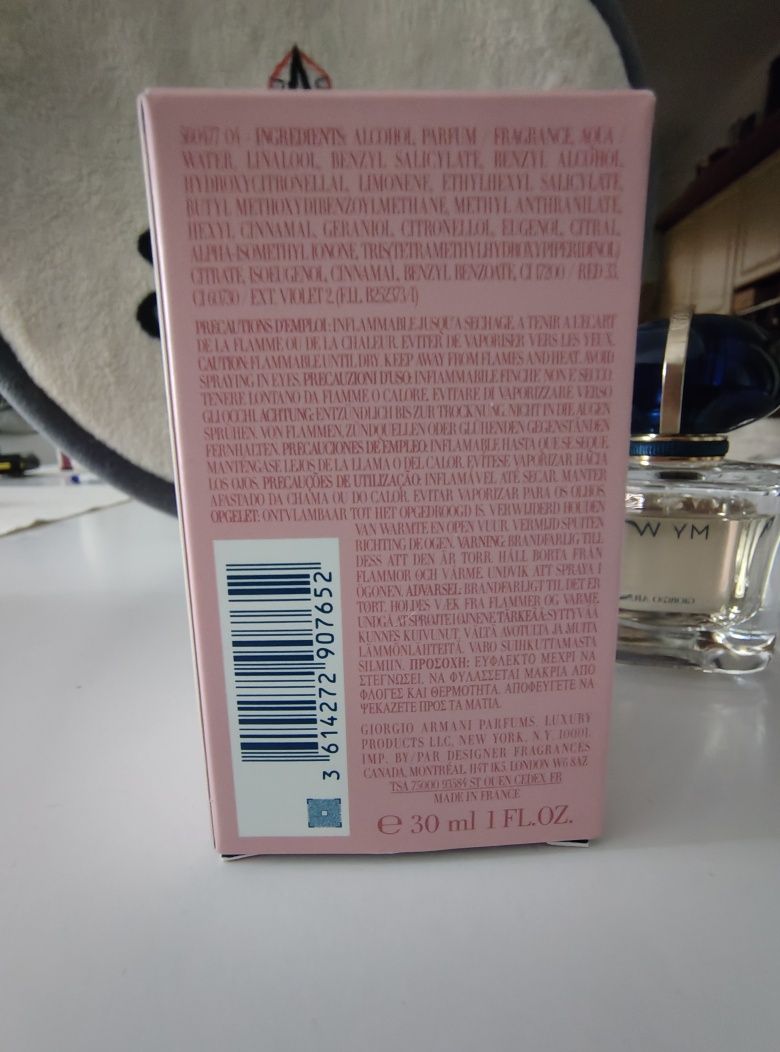 560477 04 - INGREDIENTS: ALCOHOL, PARFUM / FRAGRANCE, AQUA /
WATER, LINALOOL, BENZYL SALICYLATE, BENZYL ALCOHOL,
HYDROXYCITRONELLAL, LIMONENE, ETHYLHEXYL SALICYLATE,
BUTYL METHOXYDIBENZOYLMETHANE, METHYL ANTHRANILATE,
HEXYL CINNAMAL, GERANIOL, CITRONELLOL, EUGENOL, CITRAL,
ALPHA-ISOMETHYL IONONE, TRIS(TETRAMETHYLHYDROXYPIPERIDINOL)
CITRATE, ISOEUGENOL, CINNAMAL, BENZYL BENZOATE, CI 17200 / RED 33,
CI 60730 / EXT. VIOLET 2, (F.I.L. B252373/1)
PRECAUTIONS D'EMPLOI: INFLAMMABLE JUSQU'A SECHAGE, A TENIR A L'ECART
DE LA FLAMME OU DE LA CHALEUR. EVITER DE VAPORISER VERS LES YEUX.
CAUTION: FLAMMABLE UNTIL DRY. KEEP AWAY FROM FLAMES AND HEAT. AVOID
SPRAYING IN EYES. PRECAUZIONI D'USO: INFIAMMABILE FINCHE NON E SECCO.
TENERE LONTANO DA FIAMME O CALORE. EVITARE DI VAPORIZZARE VERSO
GLI OCCHI. ACHTUNG: ENTZÜNDLICH BIS ZUR TROCKNUNG. NICHT IN DIE AUGEN
SPRÜHEN. VON FLAMMEN, ZÜNDQUELLEN ODER GLÜHENDEN GEGENSTÄNDEN
FERNHALTEN. PRECAUCIONES DE EMPLEO: INFLAMABLE HASTA QUE SE SEQUE.
MANTENGASE LEJOS DE LA LLAMA O DEL CALOR. EVÍTESE VAPORIZAR HACIA
LOS OJOS. PRECAUÇÕES DE UTILIZAÇÃO: INFLAMÁVEL ATÉ SECAR. MANTER
AFASTADO DA CHAMA OU DO CALOR. EVITAR VAPORIZAR PARA OS OLHOS.
OPGELET: ONTVLAMBAAR TOT HET OPGEDROOGD IS. VERWIJDERD HOUDEN
VAN WARMTE EN OPEN VUUR. VERMIJD SPUITEN
RICHTING DE OGEN. VARNING: BRANDFARLIG TILL
DESS ATT DEN ÄR TORR. HÅLL BORTA FRÅN
FLAMMOR OCH VÄRME. UNDVIK ATT SPRAYA I
ÖGONEN. ADVARSEL: BRANDFARLIGT TIL DET ER
TØRT. HOLDES VÆK FRA FLAMMER OG VARME.
UNDGÅ AT SPRØJTE I ØJNENE. TÄRKEÄÄ: SYTTYVÄÄ
KUNNES KUIVUNUT. VÄLTÄ AVOTULTA JA MUITA
LÄMMÖNLÄHTEITÄ. VARO SUIHKUTTAMASTA
SILMIIN. ΠΡΟΣΟΧΗ: ΕΥΦΛΕΚΤΟ ΜΕΧΡΙ ΝΑ
ΣΤΕΓΝΩΣΕΙ. ΝΑ ΦΥΛΑΣΣΕΤΑΙ ΜΑΚΡΙΑ ΑΠΟ
ΦΛΟΓΕΣ ΚΑΙ ΘΕΡΜΟΤΗΤΑ. ΑΠΟΦΕΥΓΕΤΕ ΝΑ
ΨΕΚΑΖΕΤΕ ΠΡΟΣ ΤΑ ΜΑΤΙΑ.
GIORGIO ARMANI PARFUMS, LUXURY
PRODUCTS LLC, NEW YORK, N.Y. 10001.
IMP. BY/PAR DESIGNER FRAGRANCES
CANADA, MONTRÉAL, H4T 1K5. LONDON W6 8AZ
TSA 75000 93584 ST OUEN CEDEX, FR
MADE IN FRANCE
℮ 30 ml 1 FL.OZ.
3 614272 907652
W YM
GIORGIO ARMANI